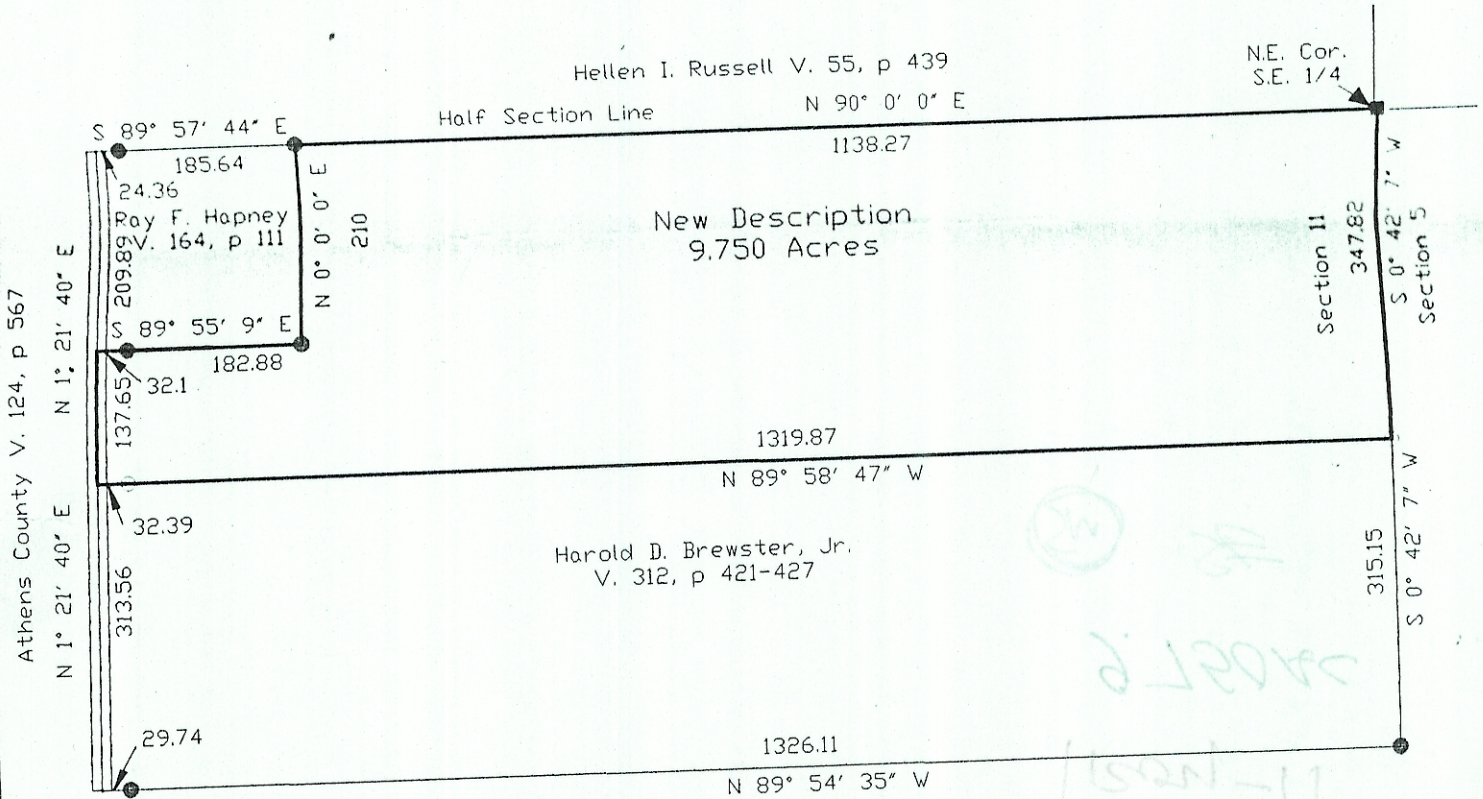 Hellen I. Russell V. 55, p 439
N.E. Cor.
S.E. 1/4
Half Section Line
N 90° 0' 0" E
S 89° 57' 44" E
1138.27
185.64
24.36
Ray F. Hapney
V. 164, p 111
209.89
N 0° 0' 0' E
210
New Description
9.750 Acres
Section 11
347.82
S 0° 42' 7" W
Section 5
N 1° 21' 40" E
S 89° 55' 9" E
182.88
32.1
137.65
Athens County V. 124, p 567
1319.87
N 89° 58' 47" W
32.39
N 1° 21' 40" E
313.56
Harold D. Brewster, Jr.
V. 312, p 421-427
315.15
S 0° 42' 7" W
9.750 Ac
29.74
1326.11
N 89° 54' 35" W